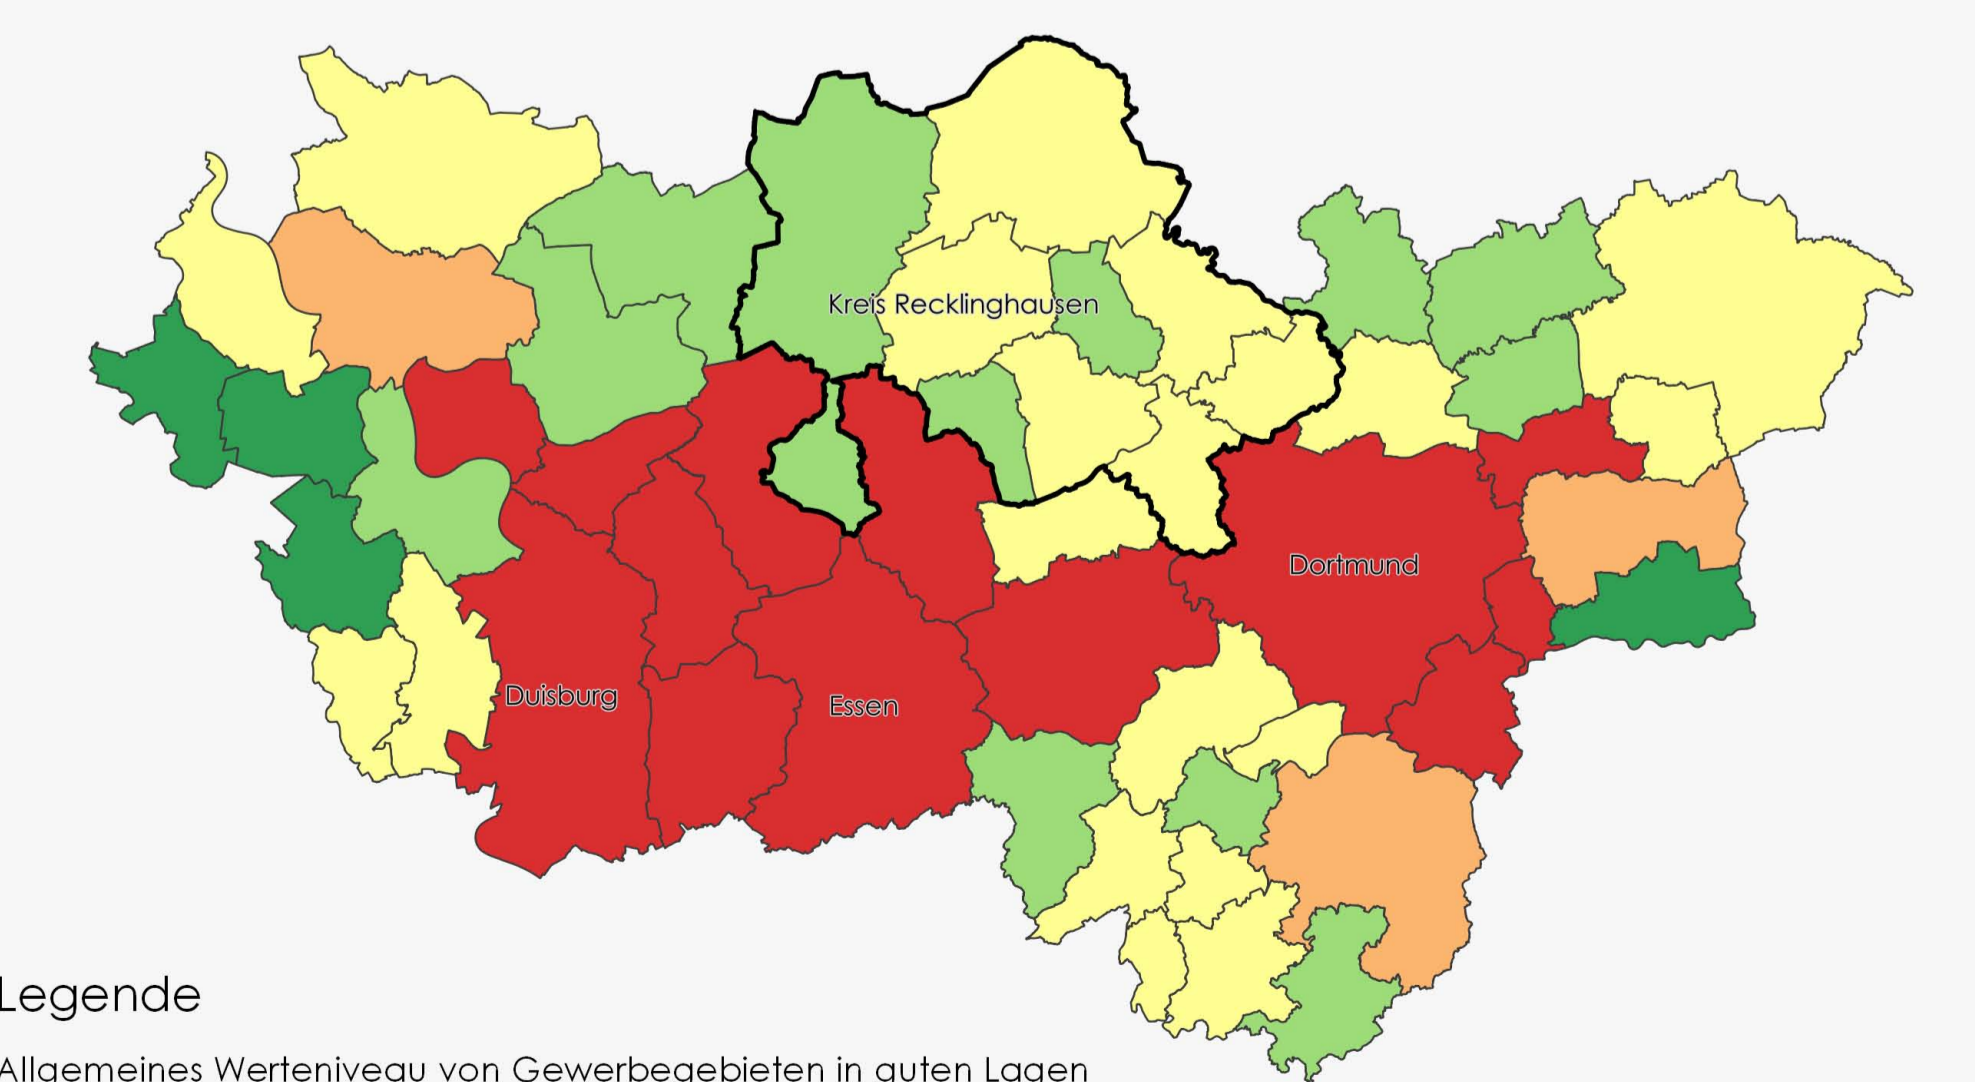 Kreis Recklinghausen
Dortmund
Duisburg
Essen
Legende
Allgemeines Werteniveau von Gewerbegebieten in guten Lagen